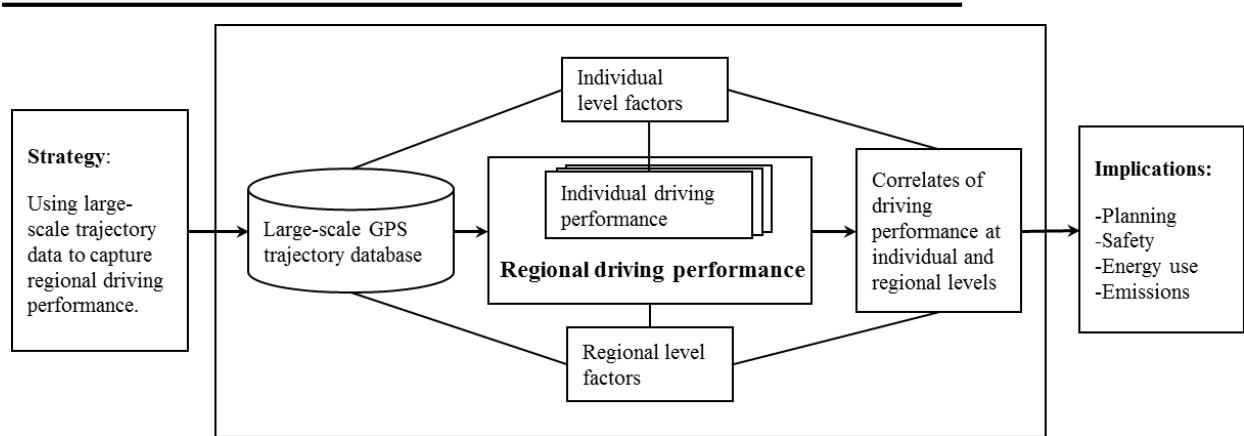 Strategy:
Using large-
scale trajectory
data to capture
regional driving
performance.
Large-scale GPS
trajectory database
Individual
level factors
Individual driving
performance
Regional driving performance
Regional level
factors
Correlates of
driving
performance at
individual and
regional levels
Implications:
-Planning
-Safety
-Energy use
-Emissions